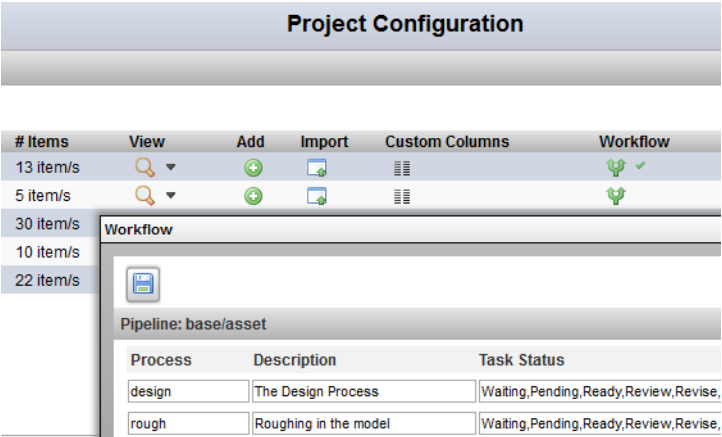 Project Configuration
# Items View Add Import Custom Columns Workflow
13 item/s
5 item/s
30 item/s
Workflow
10 item/s
22 item/s
Pipeline: base/asset
Process Description Task Status
design The Design Process Waiting,Pending,Ready,Review,Revise,
rough Roughing in the model Waiting,Pending,Ready,Review,Revise,